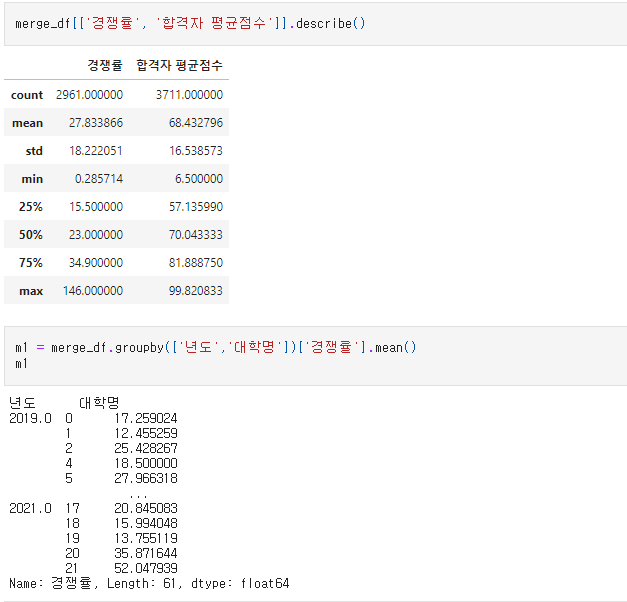 merge_df[['경쟁률', '합격자 평균점수']].describe()
경쟁률 합격자 평균점수
count 2961.000000 3711.000000
mean 27.833866 68.432796
std 18.222051 16.538573
min 0.285714 6.500000
25% 15.500000 57.135990
50% 23.000000 70.043333
75% 34.900000 81.888750
max 146.000000 99.820833
m1 = merge_df.groupby(['년도','대학명'])['경쟁률'].mean()
m1
년도 대학명
2019.0 0 17.259024
1 12.455259
2 25.428267
4 18.500000
5 27.966318
...
2021.0 17 20.845083
18 15.994048
19 13.755119
20 35.871644
21 52.047939
Name: 경쟁률, Length: 61, dtype: float64